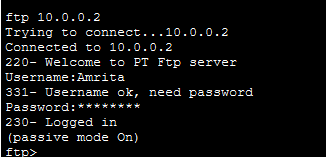 ftp 10.0.0.2
Trying to connect...10.0.0.2
Connected to 10.0.0.2
220- Welcome to PT Ftp server
Username:Amrita
331- Username ok, need password
Password:********
230- Logged in
(passive mode On)
ftp>